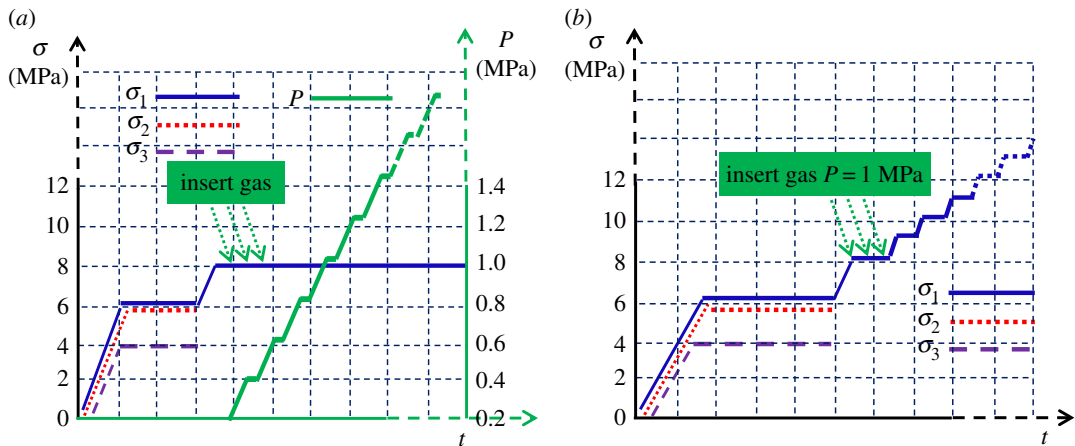 (a)
σ
(MPa)
P
(MPa)
σ1
σ2
σ3
P
insert gas
12
10
8
6
4
2
0
1.4
1.2
1.0
0.8
0.6
0.4
0.2
t
(b)
σ
(MPa)
insert gas P = 1 MPa
12
10
8
6
4
2
0
σ1
σ2
σ3
t